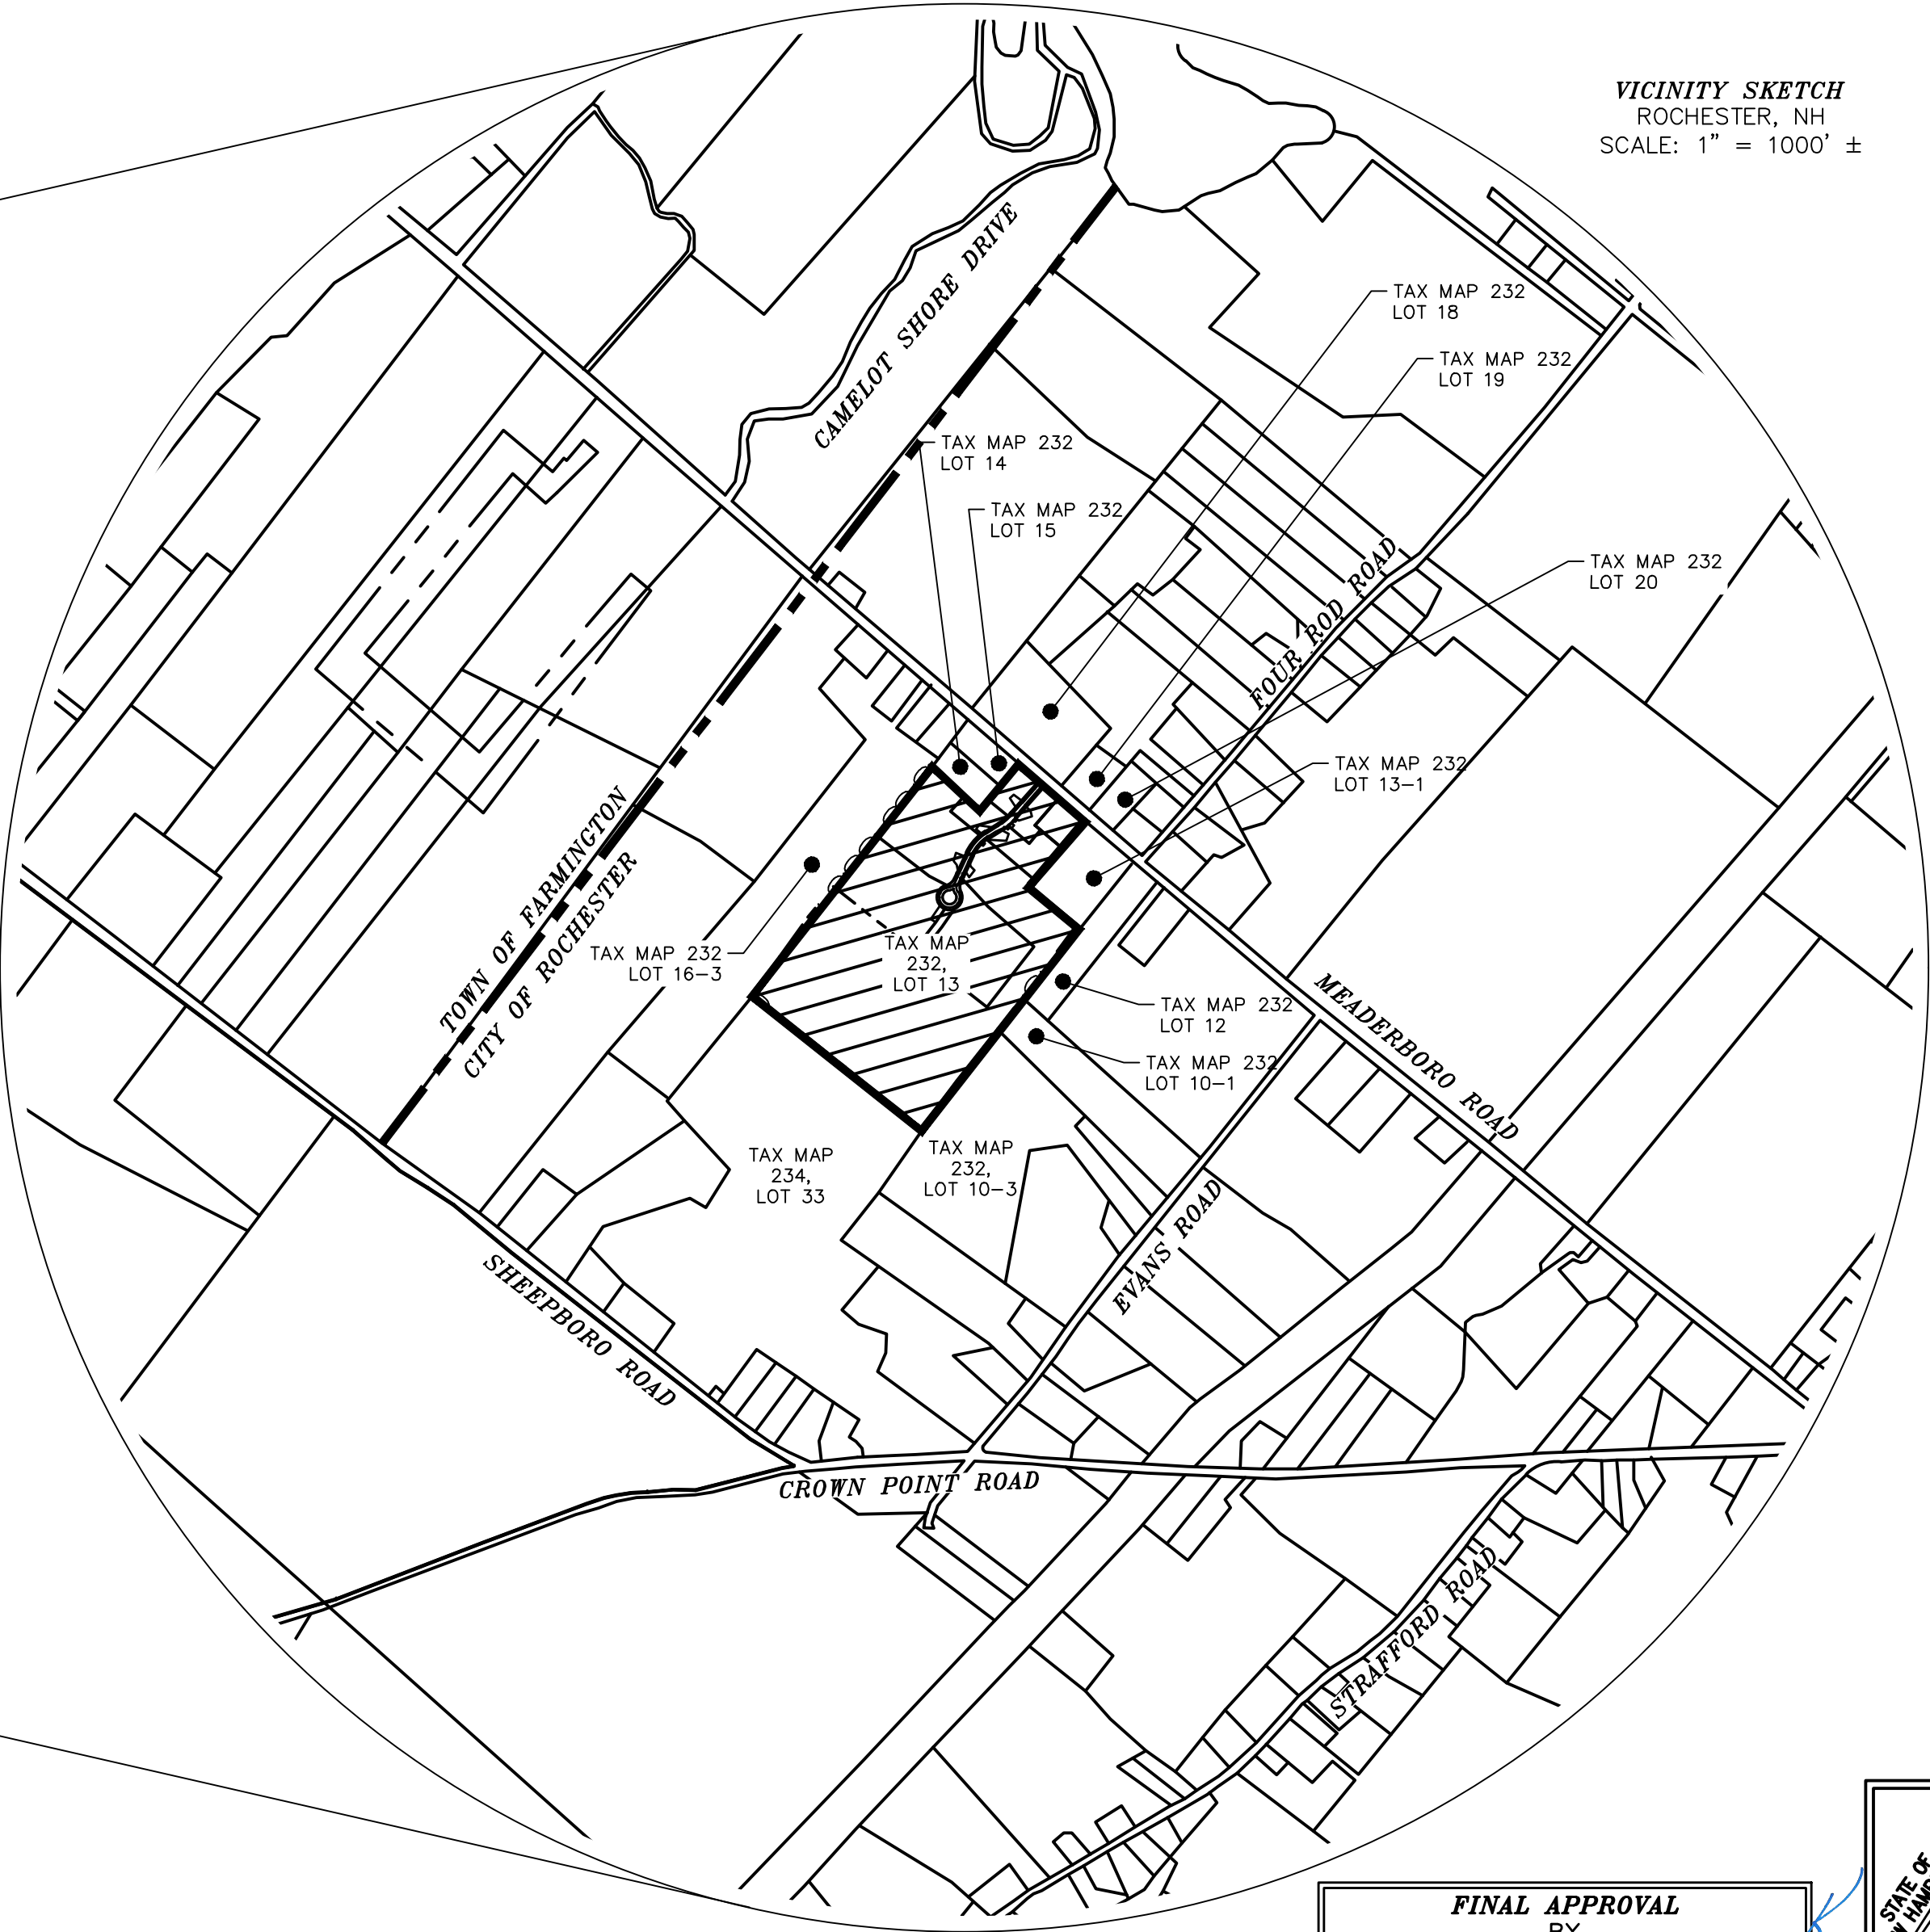 VICINITY SKETCH
ROCHESTER, NH
SCALE: 1" = 1000' ±
CAMELOT SHORE DRIVE
TAX MAP 232
LOT 18
TAX MAP 232
LOT 19
TAX MAP 232
LOT 14
TAX MAP 232
LOT 15
TAX MAP 232
LOT 20
FOUR ROD ROAD
TAX MAP 232
LOT 13-1
TOWN OF FARMINGTON
CITY OF ROCHESTER
TAX MAP 232
LOT 16-3
TAX MAP
232,
LOT 13
TAX MAP 232
LOT 12
MEADERBORO ROAD
TAX MAP 232
LOT 10-1
TAX MAP
234,
LOT 33
TAX MAP
232,
LOT 10-3
EVANS ROAD
SHEEPBORO ROAD
CROWN POINT ROAD
STRAFFORD ROAD
FINAL APPROVAL
BY
STATE OF